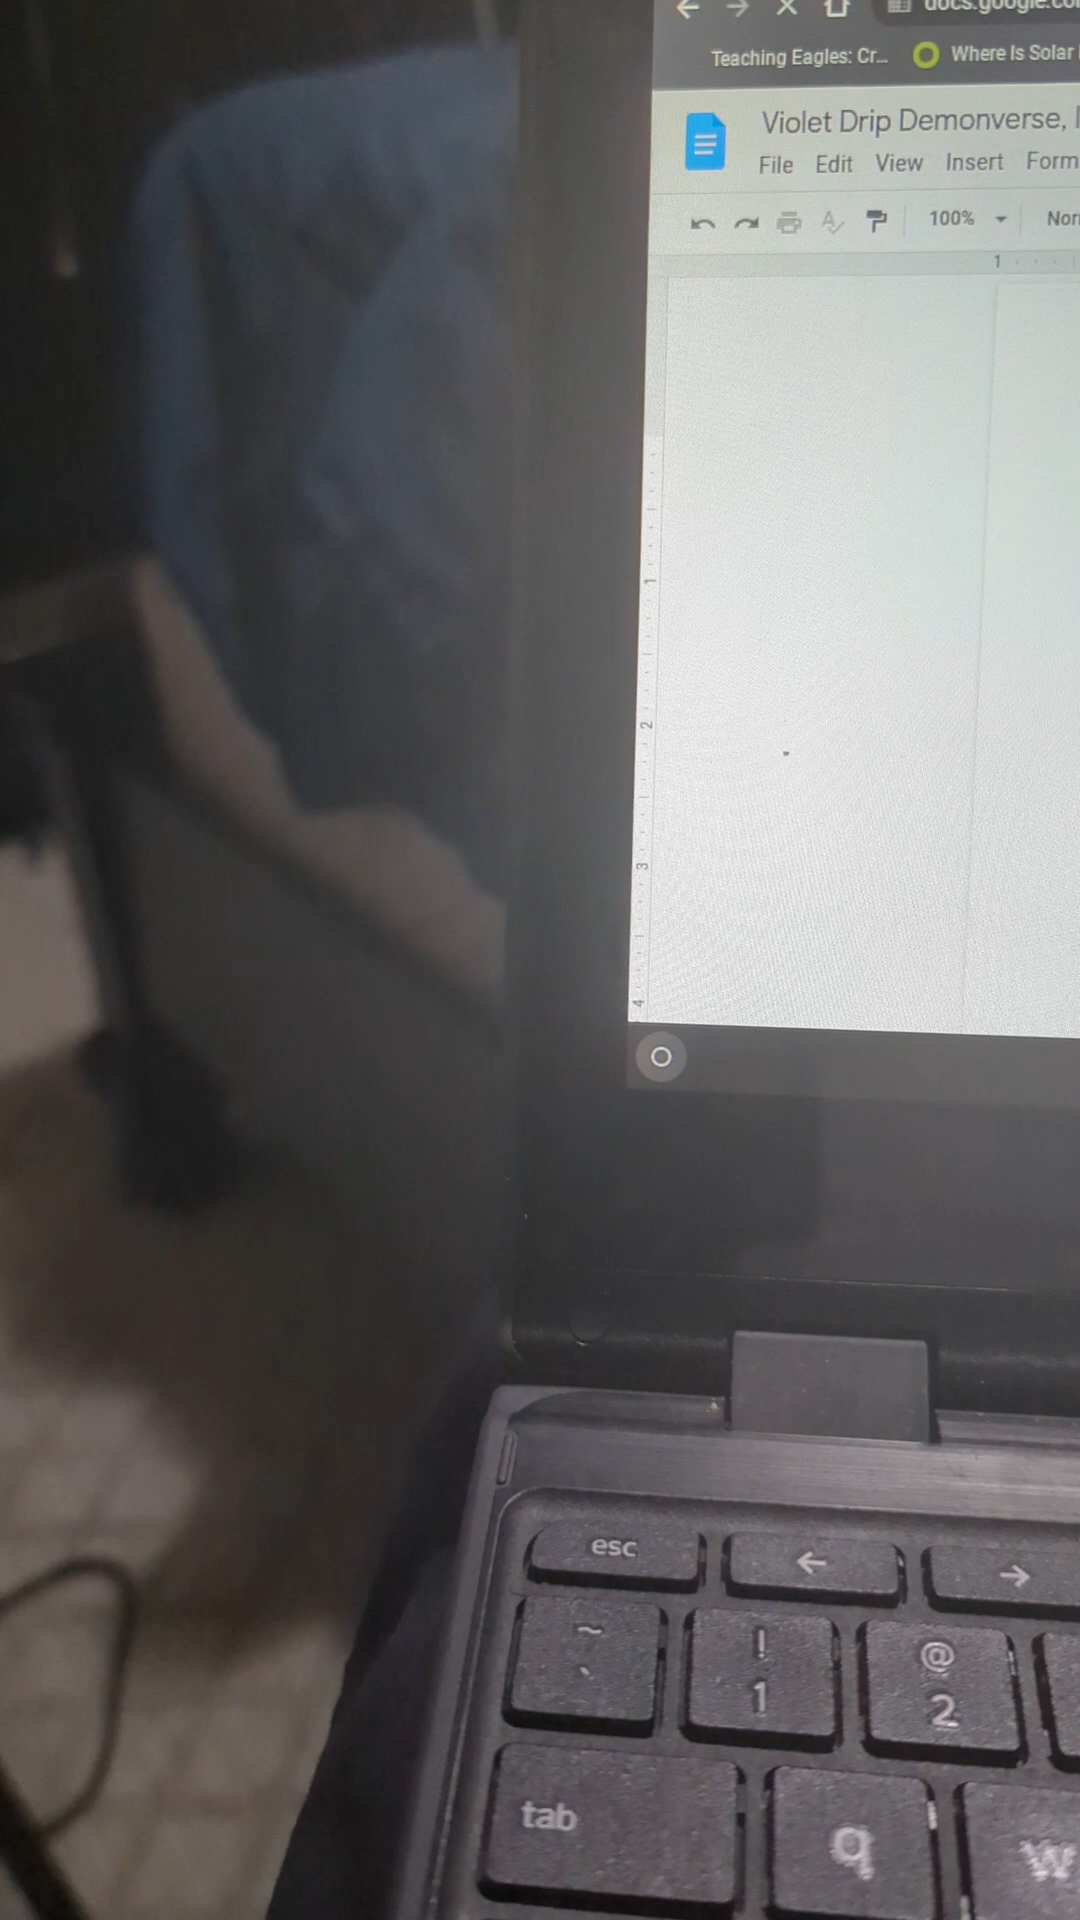 docs.google.co
Teaching Eagles: Cr... Where Is Solar
Violet Drip Demonverse,
File Edit View Insert Form
100% Nor
1
1
2
3
4
esc ← →
~ ! @
` 1 2
tab q w